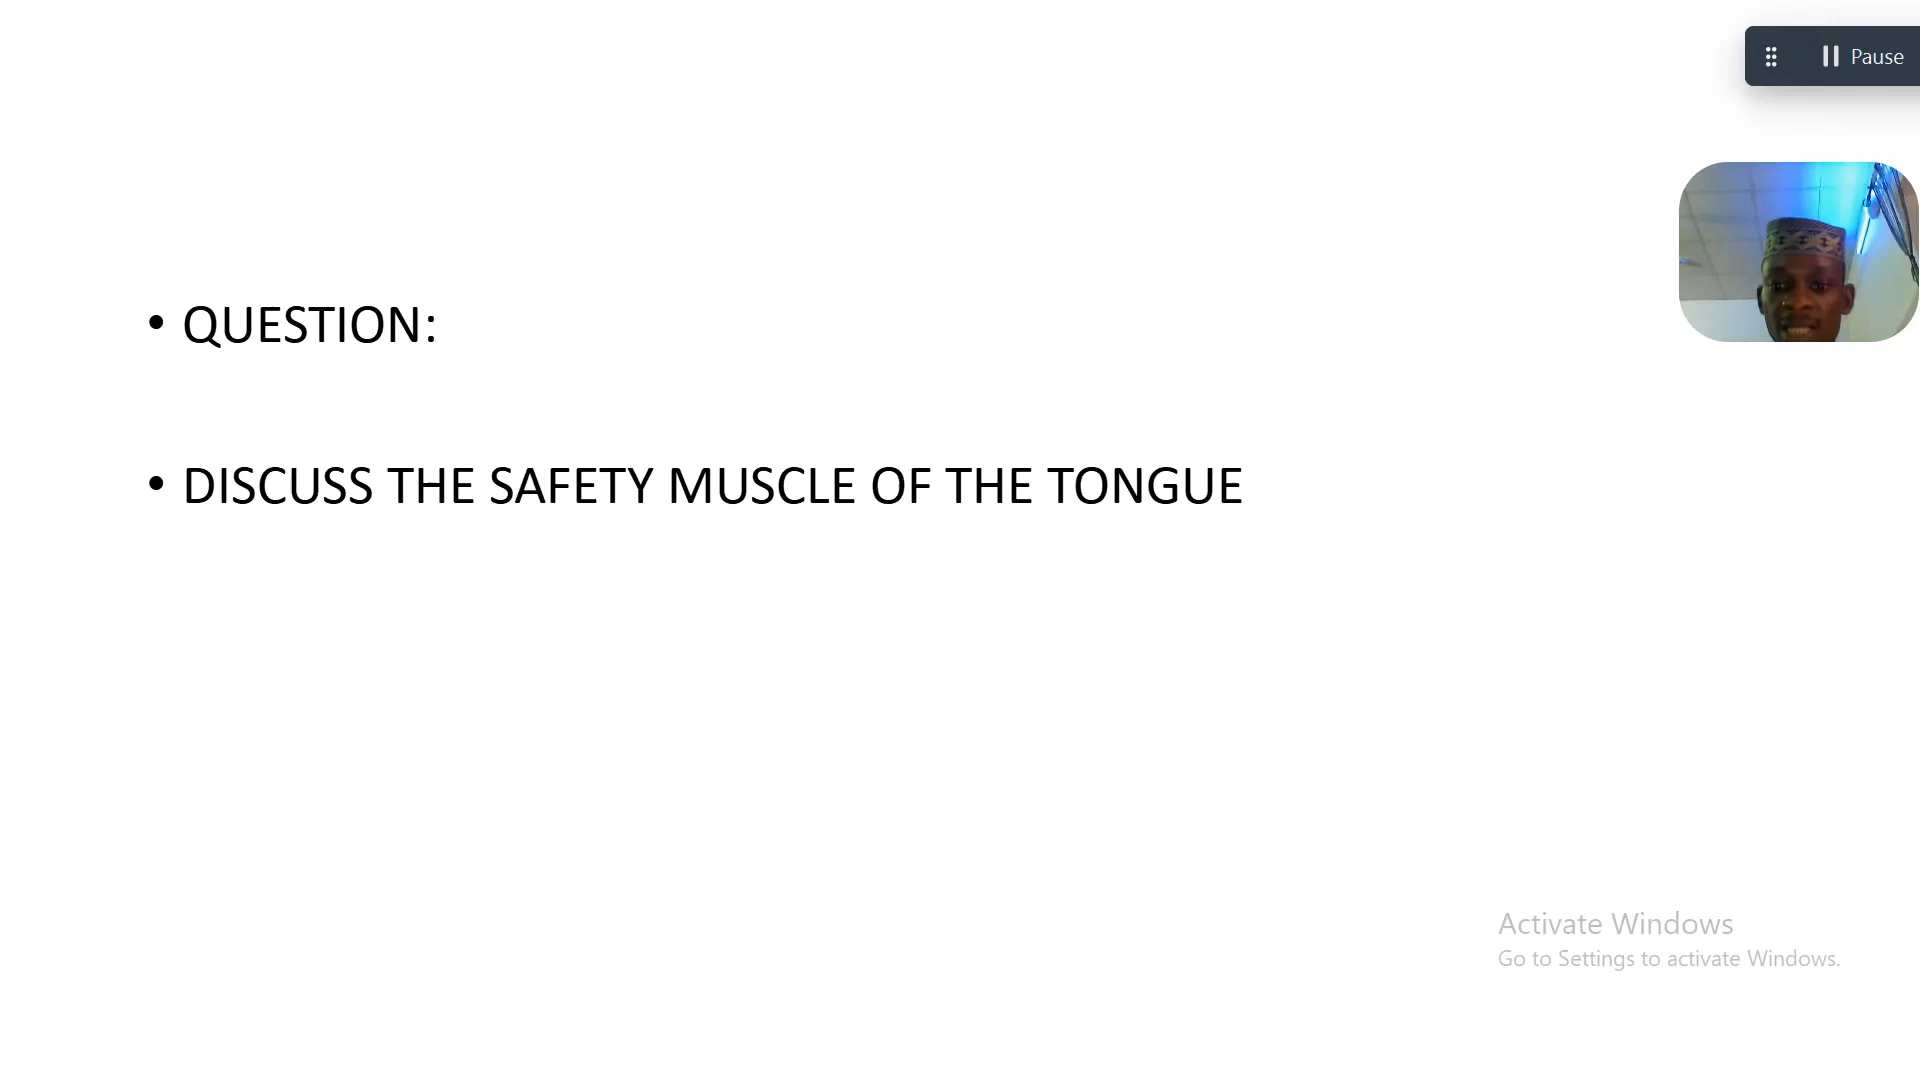 Pause
• QUESTION:
• DISCUSS THE SAFETY MUSCLE OF THE TONGUE
Activate Windows
Go to Settings to activate Windows.